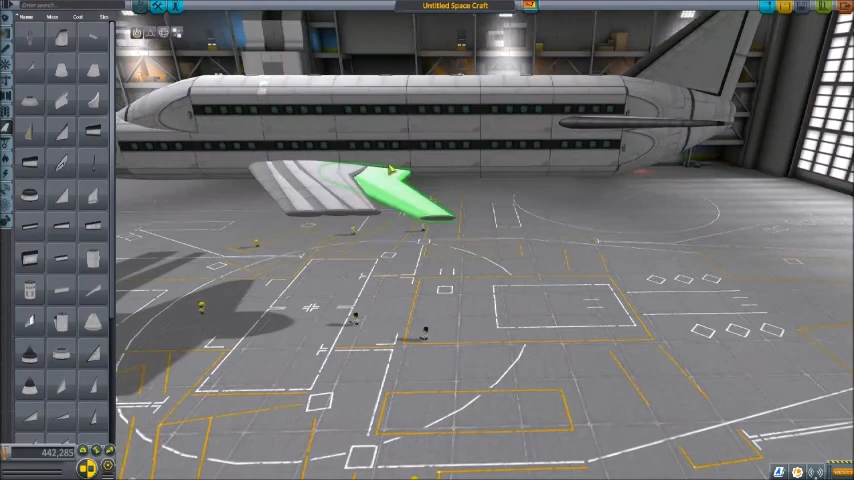 Enter search...
Untitled Space Craft
Name Mass Cost Size
442,285